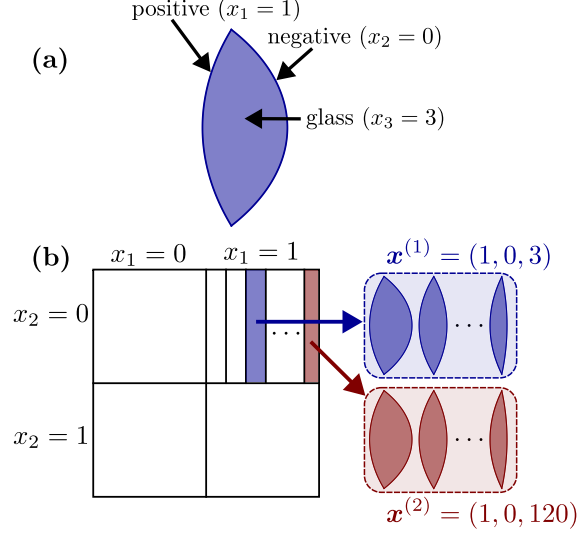 positive (x₁ = 1)
(a)
negative (x₂ = 0)
glass (x₃ = 3)
(b)
x₁ = 0
x₁ = 1
x⁽¹⁾ = (1, 0, 3)
x₂ = 0
...
...
...
x₂ = 1
x⁽²⁾ = (1, 0, 120)